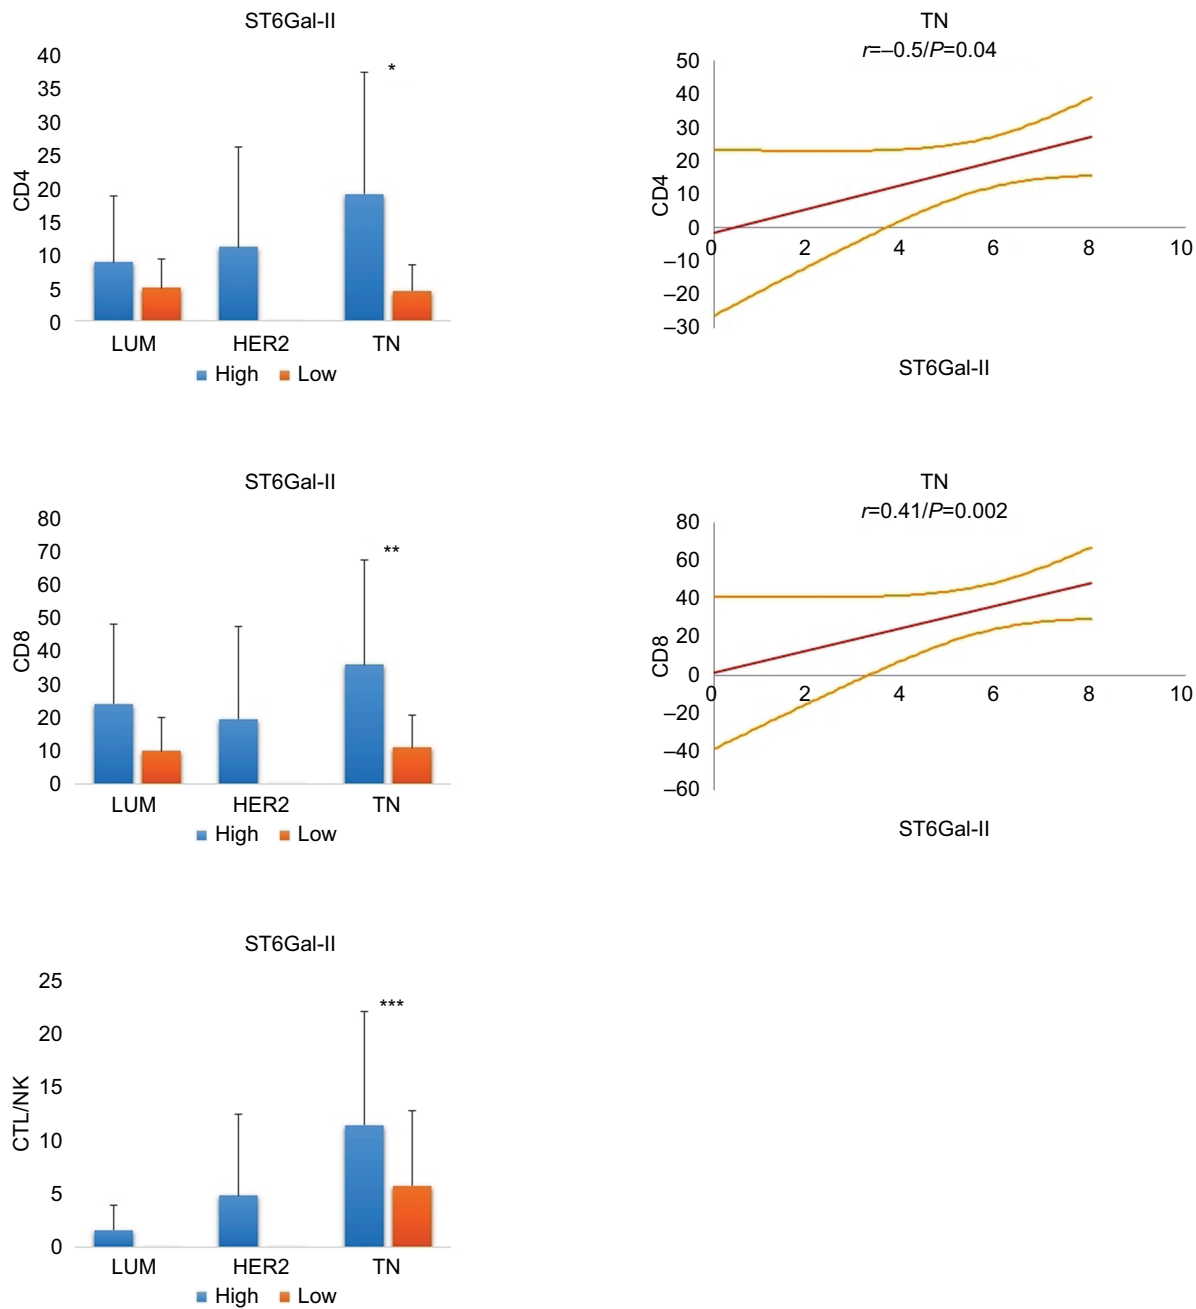 ST6Gal-II
40
35
30
25
20
15
10
5
0
CD4
*
LUM HER2 TN
High Low
TN
r=–0.5/P=0.04
50
40
30
20
10
0
–10
–20
–30
CD4
0 2 4 6 8 10
ST6Gal-II
ST6Gal-II
80
70
60
50
40
30
20
10
0
CD8
**
LUM HER2 TN
High Low
TN
r=0.41/P=0.002
80
60
40
20
0
–20
–40
–60
CD8
0 2 4 6 8 10
ST6Gal-II
ST6Gal-II
25
20
15
10
5
0
CTL/NK
***
LUM HER2 TN
High Low